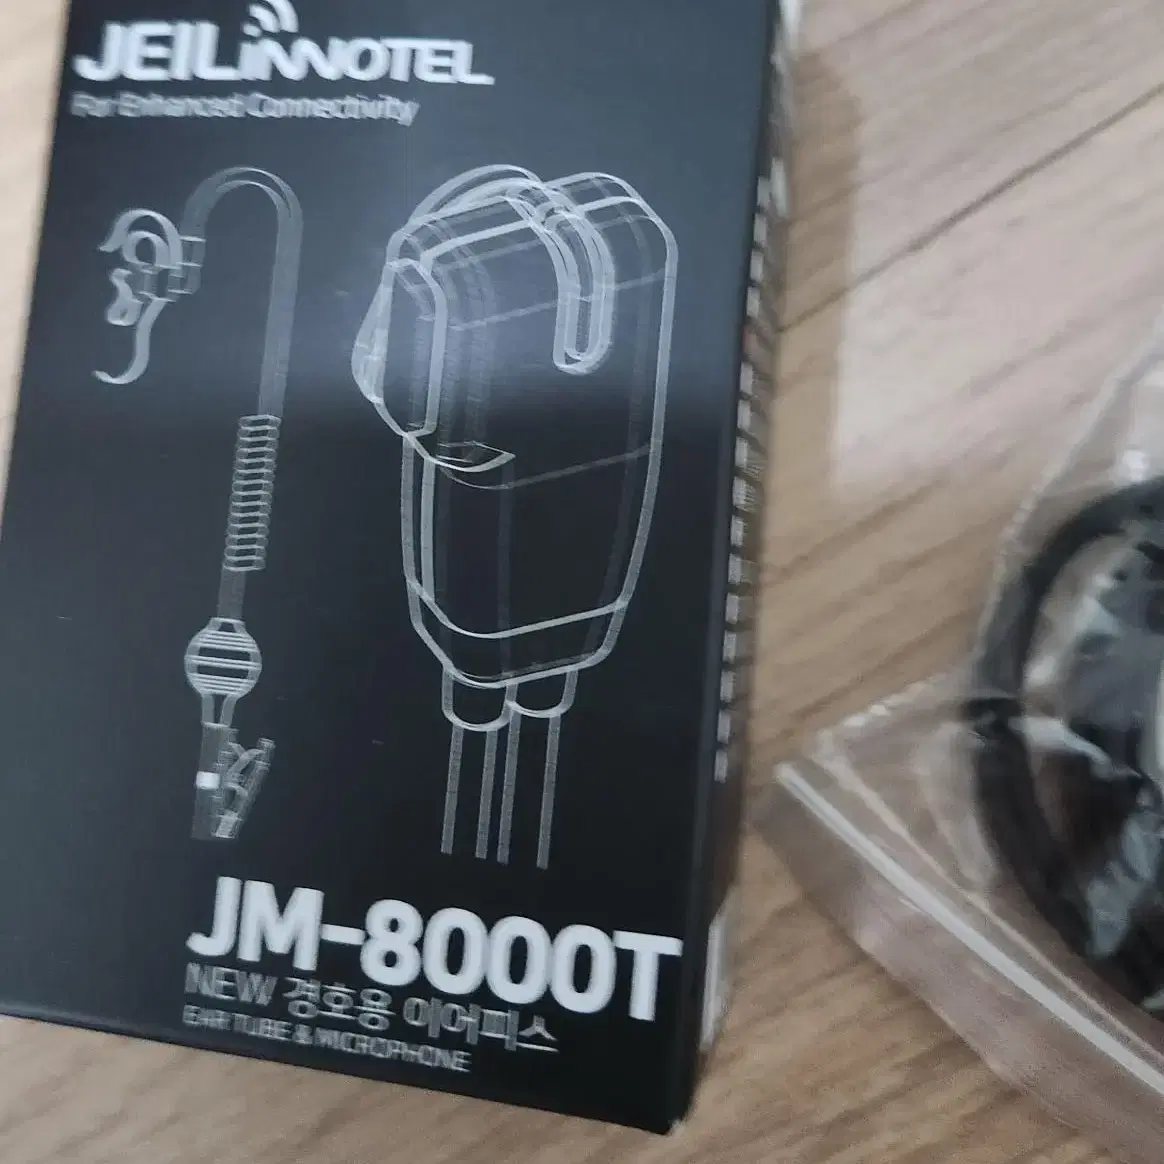 JEILINNOTEL
For Enhanced Connectivity
JM-8000T
NEW 경호용 이어피스
EAR TUBE & MICROPHONE